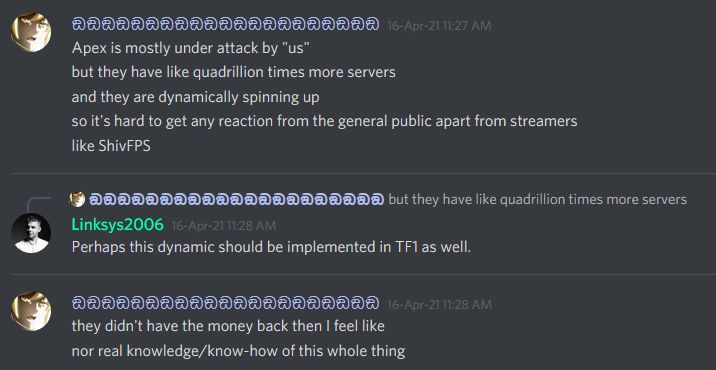 ඞඞඞඞඞඞඞඞඞඞඞඞඞඞඞඞඞඞඞඞඞ 16-Apr-21 11:27 AM
Apex is mostly under attack by "us"
but they have like quadrillion times more servers
and they are dynamically spinning up
so it's hard to get any reaction from the general public apart from streamers
like ShivFPS
ඞඞඞඞඞඞඞඞඞඞඞඞඞඞඞඞඞඞඞඞඞ but they have like quadrillion times more servers
Linksys2006 16-Apr-21 11:28 AM
Perhaps this dynamic should be implemented in TF1 as well.
ඞඞඞඞඞඞඞඞඞඞඞඞඞඞඞඞඞඞඞඞඞ 16-Apr-21 11:28 AM
they didn't have the money back then I feel like
nor real knowledge/know-how of this whole thing